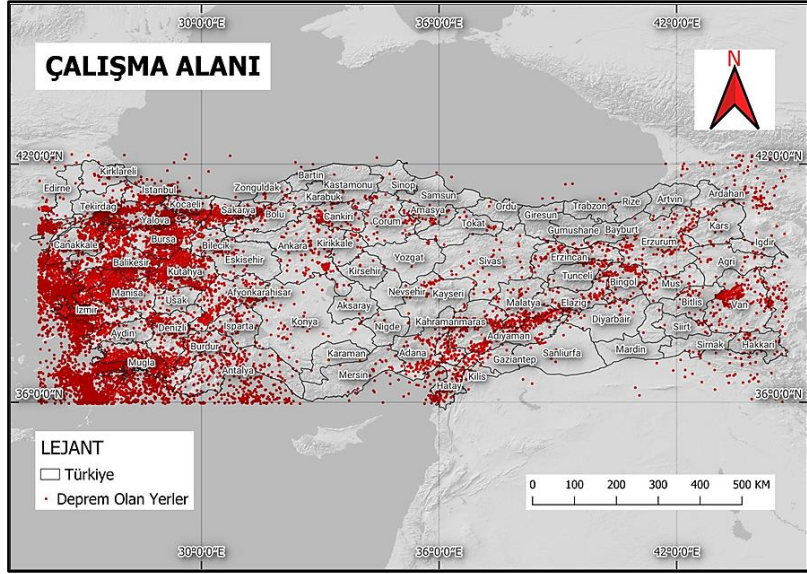 30°0'0"E
36°0'0"E
42°0'0"E
ÇALIŞMA ALANI
N
42°0'0"N
42°0'0"N
Kırklareli
Edirne
Tekirdag
Istanbul
Kocaeli
Yalova
Sakarya
Zonguldak
Bartin
Karabuk
Kastamonu
Sinop
Samsun
Bolu
Çankiri
Corum
Amasya
Tokat
Ordu
Giresun
Trabzon
Rize
Artvin
Ardahan
Gumushane
Bayburt
Kars
Erzurum
Igdir
Canakkale
Bursa
Bilecik
Balikesir
Kutahya
Eskisehir
Ankara
Kirikkale
Yozgat
Sivas
Erzincan
Tunceli
Bingol
Agri
Mus
Manisa
Uşak
Afyonkarahisar
Kirsehir
Nevsehir
Kayseri
Malatya
Elazig
Bitlis
Van
Izmir
Aydin
Denizli
Isparta
Konya
Aksaray
Nigde
Kahramanmaras
Adiyaman
Diyarbair
Siirt
Sirnak
Hakkari
Mugla
Burdur
Antalya
Karaman
Mersin
Adana
Gaziantep
Sañliurfa
Mardin
Kilis
Hatay
36°0'0"N
36°0'0"N
LEJANT
Türkiye
Deprem Olan Yerler
0 100 200 300 400 500 KM
30°0'0"E
36°0'0"E
42°0'0"E